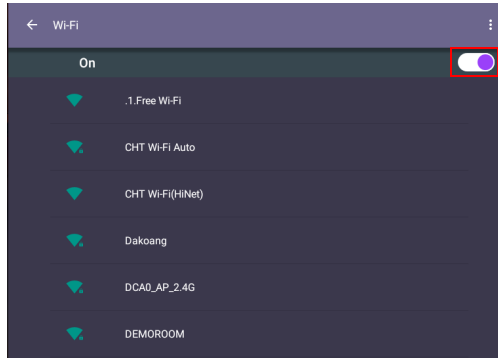 Wi-Fi
On
.1.Free Wi-Fi
CHT Wi-Fi Auto
CHT Wi-Fi(HiNet)
Dakoang
DCA0_AP_2.4G
DEMOROOM